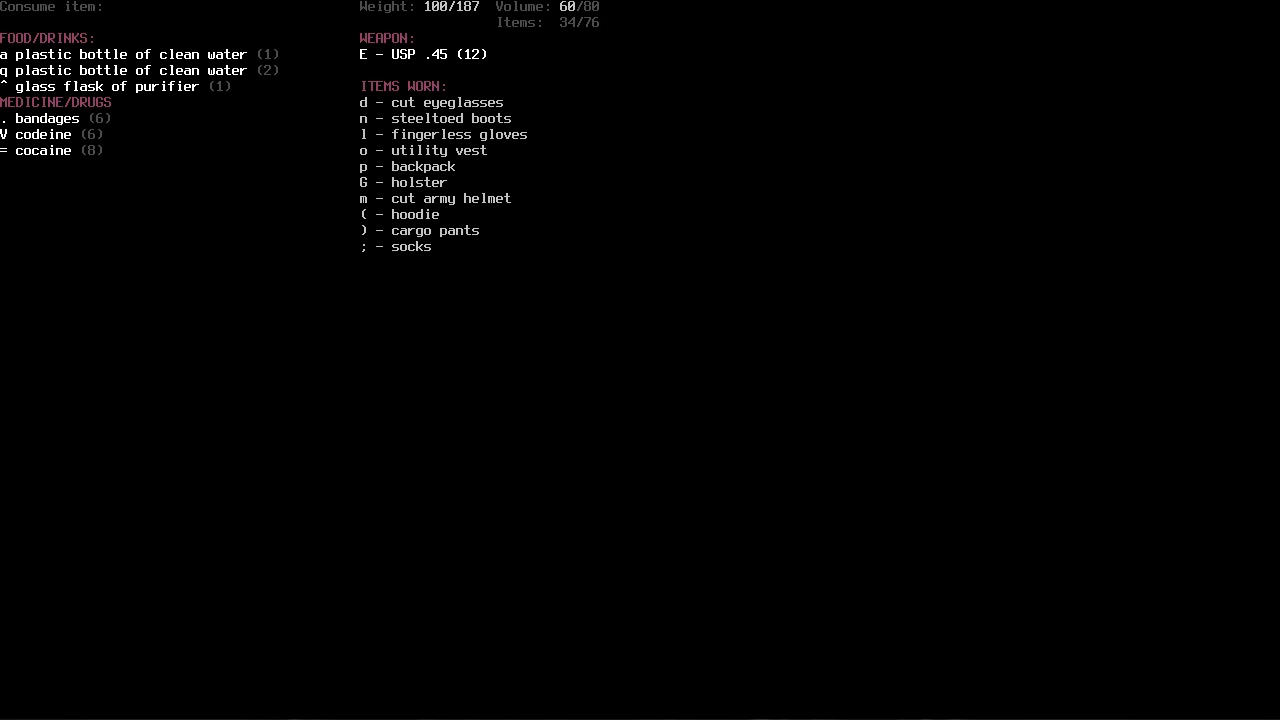 Consume item:
Weight: 100/187  Volume: 60/80
Items:  34/76
FOOD/DRINKS:
a plastic bottle of clean water (1)
q plastic bottle of clean water (2)
^ glass flask of purifier (1)
MEDICINE/DRUGS
. bandages (6)
V codeine (6)
= cocaine (8)
WEAPON:
E - USP .45 (12)
ITEMS WORN:
d - cut eyeglasses
n - steeltoed boots
l - fingerless gloves
o - utility vest
p - backpack
G - holster
m - cut army helmet
( - hoodie
) - cargo pants
; - socks